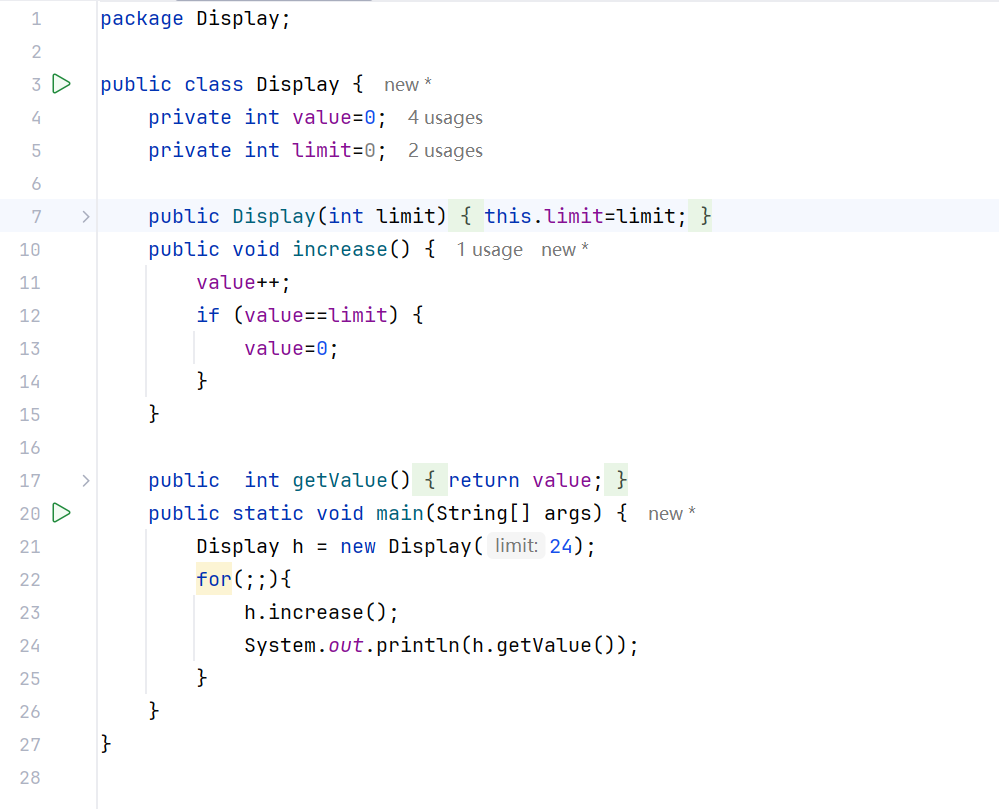 1 package Display;
2
3 public class Display { new *
4 private int value=0; 4 usages
5 private int limit=0; 2 usages
6
7 public Display(int limit) { this.limit=limit; }
10 public void increase() { 1 usage new *
11 value++;
12 if (value==limit) {
13 value=0;
14 }
15 }
16
17 public  int getValue() { return value; }
20 public static void main(String[] args) { new *
21 Display h = new Display( limit: 24);
22 for(;;){
23 h.increase();
24 System.out.println(h.getValue());
25 }
26 }
27 }
28